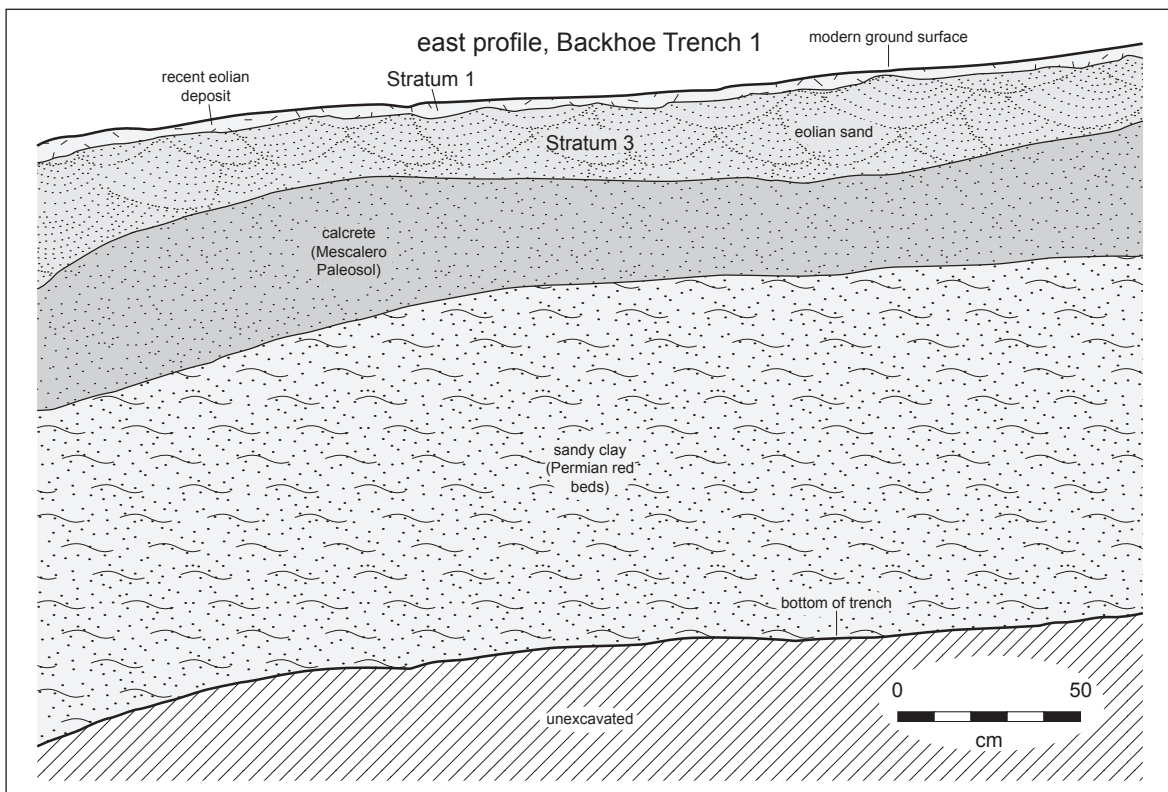 east profile, Backhoe Trench 1
modern ground surface
recent eolian
deposit
Stratum 1
eolian sand
Stratum 3
calcrete
(Mescalero
Paleosol)
sandy clay
(Permian red
beds)
bottom of trench
unexcavated
0 50
cm